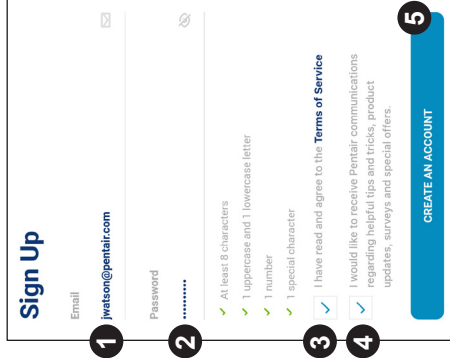 Sign Up
Email
1 jwatson@pentair.com
Password
2 ••••••••••
At least 8 characters
1 uppercase and 1 lowercase letter
1 number
1 special character
3 I have read and agree to the Terms of Service
4 I would like to receive Pentair communications
regarding helpful tips and tricks, product
updates, surveys and special offers.
CREATE AN ACCOUNT 5